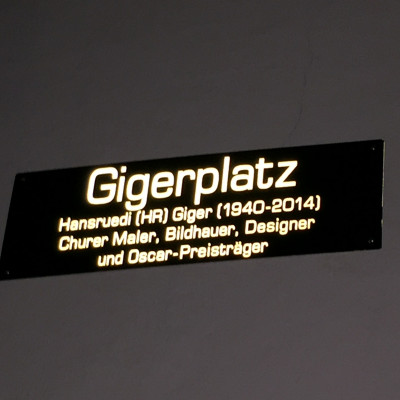 Gigerplatz
Hansruedi (HR) Giger (1940-2014)
Churer Maler, Bildhauer, Designer
und Oscar-Preisträger